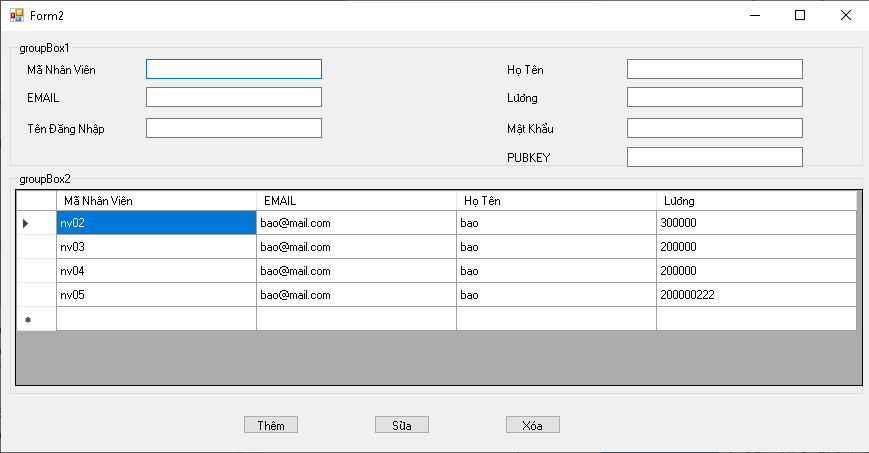 Form2
groupBox1
Mã Nhân Viên Họ Tên
EMAIL Lương
Tên Đăng Nhập Mật Khẩu
PUBKEY
groupBox2
Mã Nhân Viên EMAIL Họ Tên Lương
nv02 bao@mail.com bao 300000
nv03 bao@mail.com bao 200000
nv04 bao@mail.com bao 200000
nv05 bao@mail.com bao 200000222
Thêm Sữa Xóa